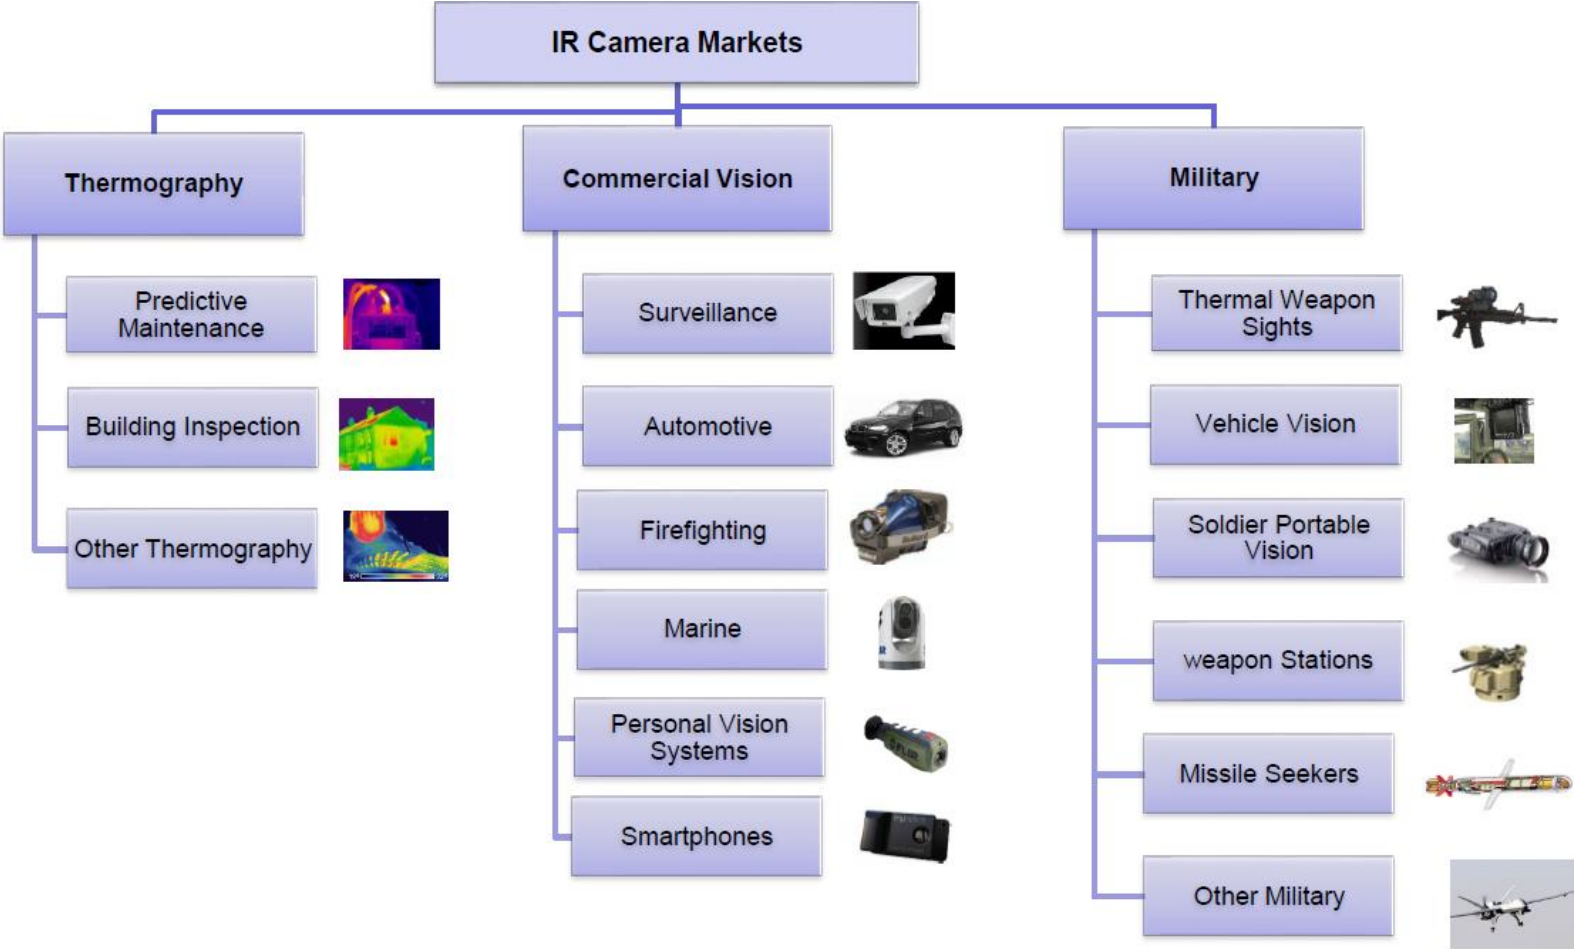 IR Camera Markets
Thermography
Predictive
Maintenance
Building Inspection
Other Thermography
Commercial Vision
Surveillance
Automotive
Firefighting
Marine
Personal Vision
Systems
FLIR
Smartphones
Military
Thermal Weapon
Sights
Vehicle Vision
Soldier Portable
Vision
weapon Stations
Missile Seekers
Other Military